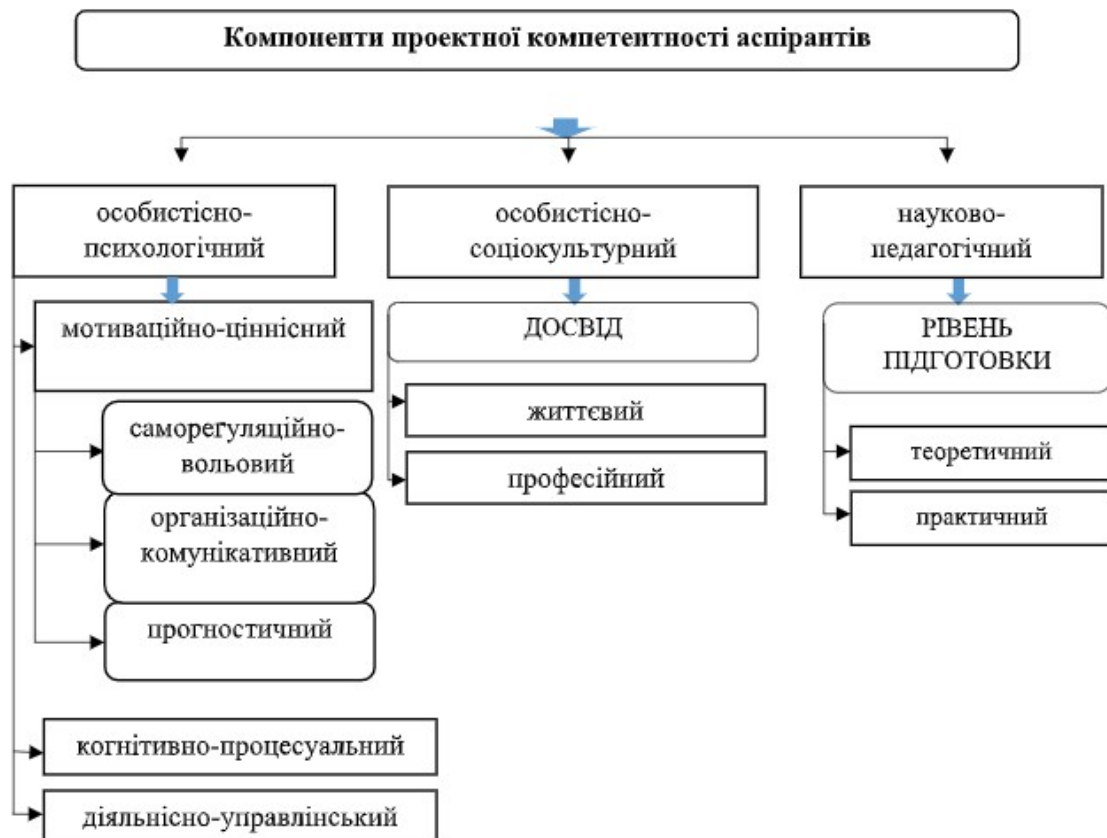 Компоненти проектної компетентності аспірантів
особистісно-
психологічний
мотиваційно-ціннісний
саморегуляційно-
вольовий
організаційно-
комунікативний
прогностичний
когнітивно-процесуальний
діяльнісно-управлінський
особистісно-
соціокультурний
ДОСВІД
життєвий
професійний
науково-
педагогічний
РІВЕНЬ
ПІДГОТОВКИ
теоретичний
практичний